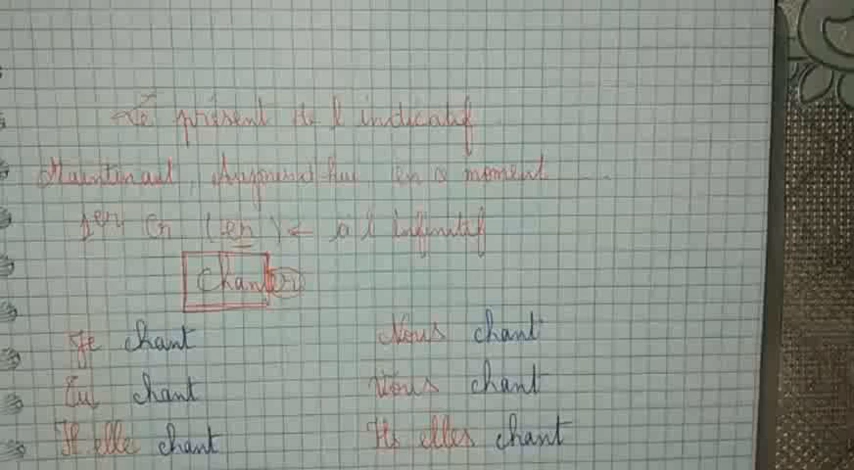 Le présent de l indicatif
Maintenant, Aujourd'hui, en ce moment
1er Gr (er) ← à l infinitif
Chanter
Je chant Nous chant
Tu chant Vous chant
Il elle chant Ils elles chant